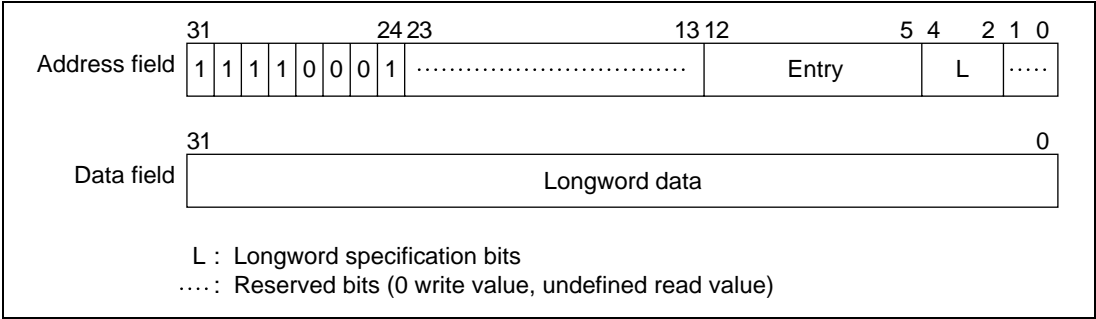 31 24 23 13 12 5 4 2 1 0
Address field 1 1 1 1 0 0 0 1 ................................ Entry L .....
31 0
Data field Longword data
L : Longword specification bits
.... : Reserved bits (0 write value, undefined read value)